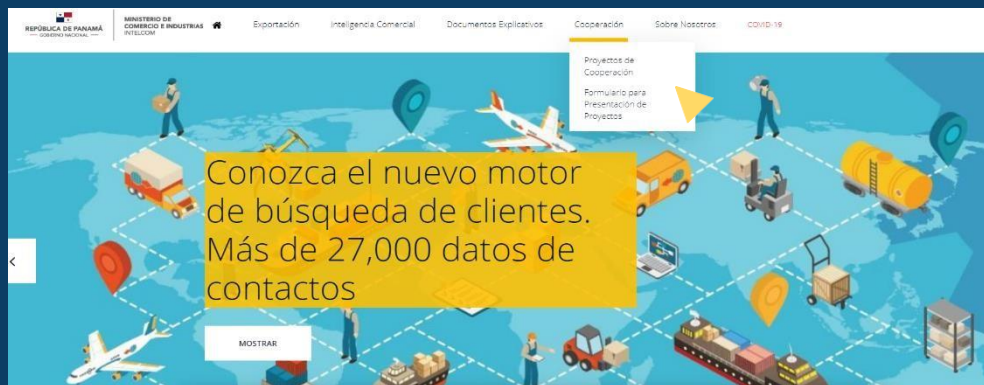 REPÚBLICA DE PANAMÁ
— GOBIERNO NACIONAL —
MINISTERIO DE
COMERCIO E INDUSTRIAS
INTELCOM
Exportación
Inteligencia Comercial
Documentos Explicativos
Cooperación
Sobre Nosotros
COVID-19
Proyectos de
Cooperación
Formulario para
Presentación de
Proyectos
Conozca el nuevo motor
de búsqueda de clientes.
Más de 27,000 datos de
contactos
MOSTRAR